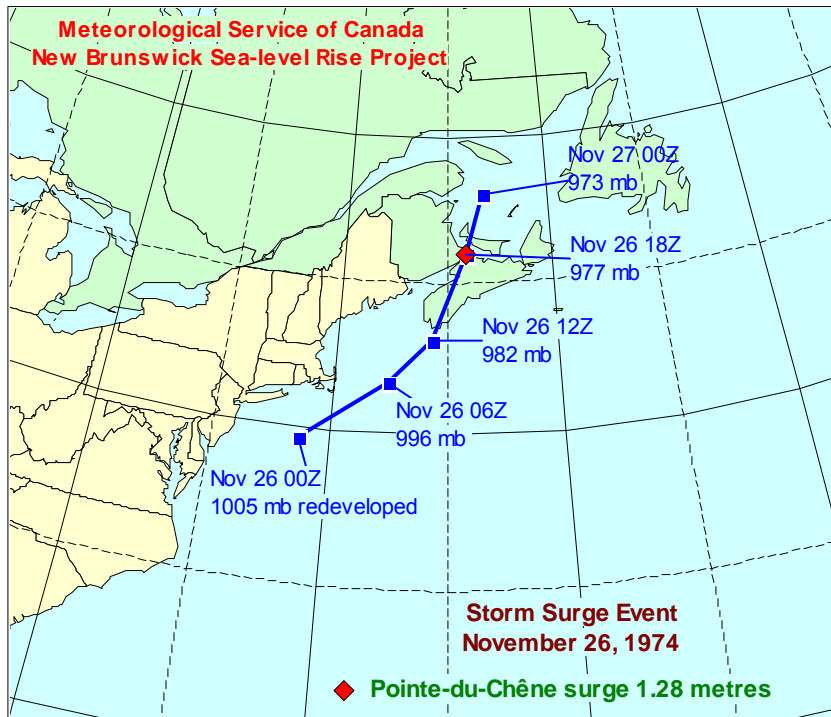 Meteorological Service of Canada
New Brunswick Sea-level Rise Project
Nov 27 00Z
973 mb
Nov 26 18Z
977 mb
Nov 26 12Z
982 mb
Nov 26 06Z
996 mb
Nov 26 00Z
1005 mb redeveloped
Storm Surge Event
November 26, 1974
Pointe-du-Chêne surge 1.28 metres